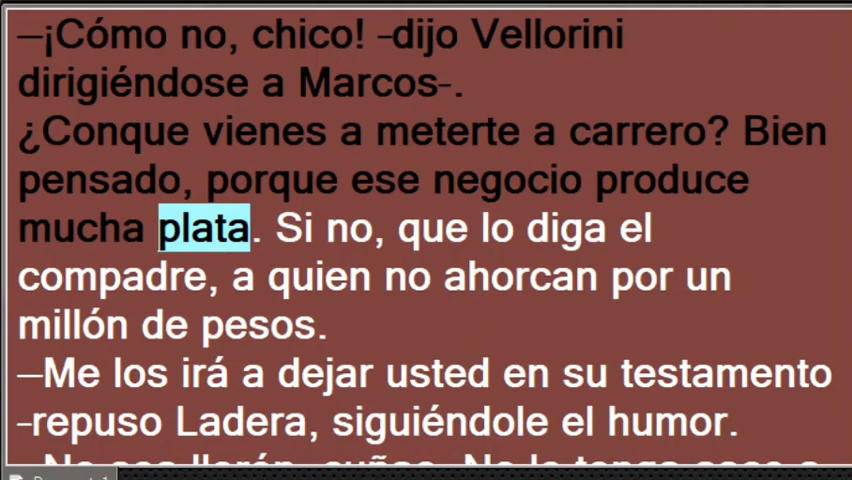 —¡Cómo no, chico! -dijo Vellorini
dirigiéndose a Marcos-.
¿Conque vienes a meterte a carrero? Bien
pensado, porque ese negocio produce
mucha plata. Si no, que lo diga el
compadre, a quien no ahorcan por un
millón de pesos.
—Me los irá a dejar usted en su testamento
-repuso Ladera, siguiéndole el humor.